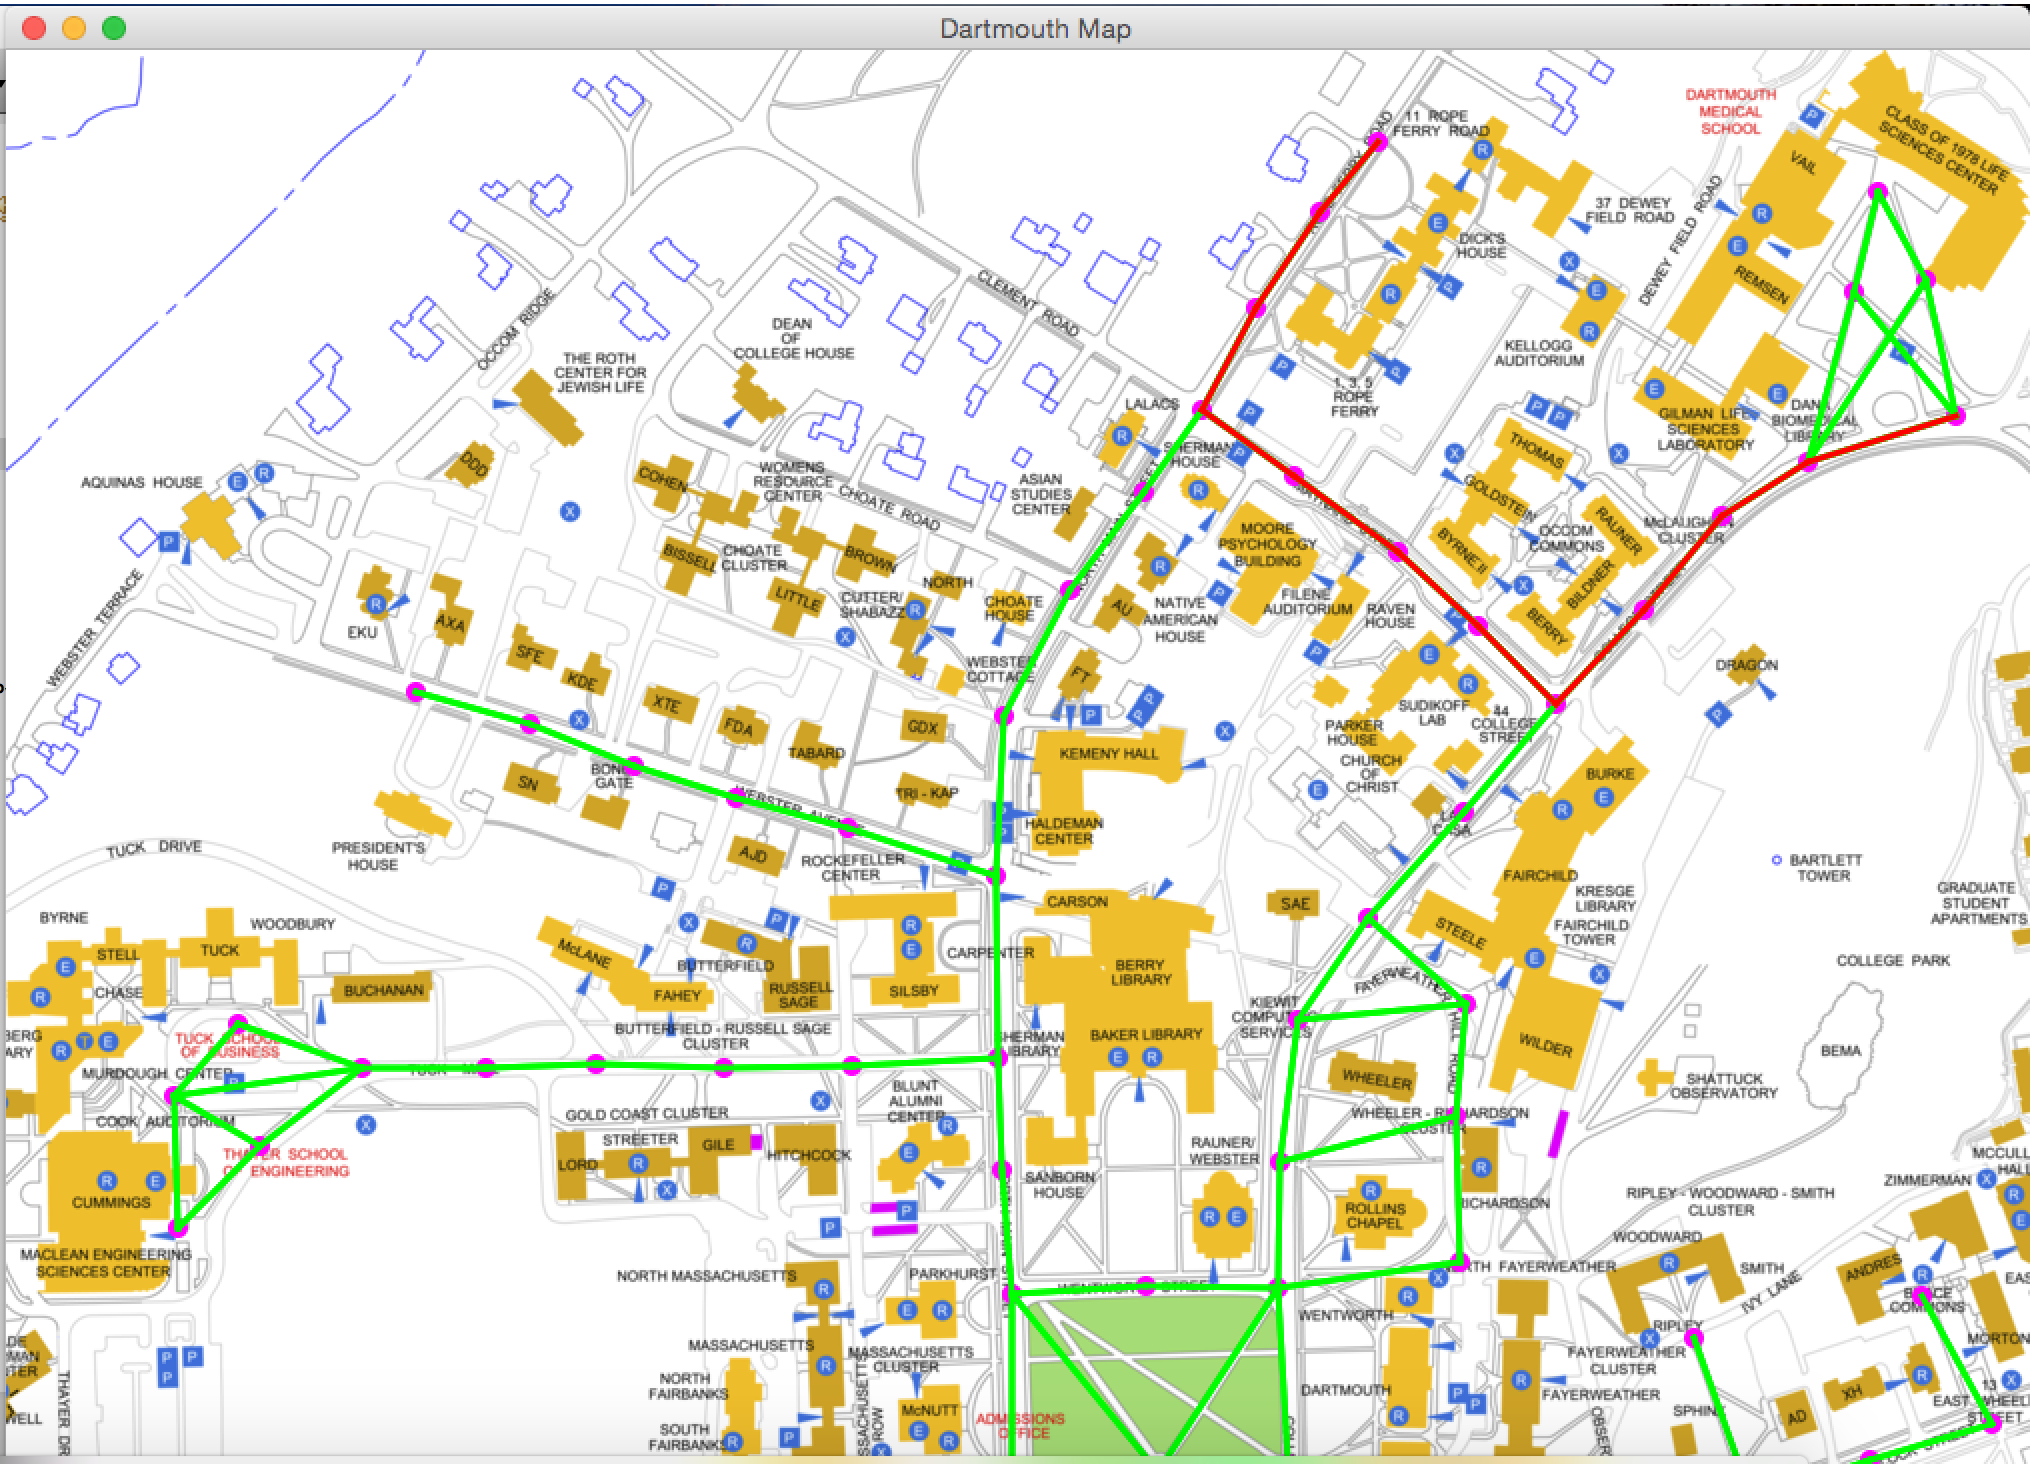 Dartmouth Map
11 ROPE
FERRY ROAD
DARTMOUTH
MEDICAL
SCHOOL
CLASS OF 1978 LIFE
SCIENCES CENTER
VAIL
37 DEWEY
FIELD ROAD
DEWEY FIELD ROAD
DICK'S
HOUSE
REMSEN
CLEMENT ROAD
OCCOM RIDGE
DEAN
OF
COLLEGE HOUSE
THE ROTH
CENTER FOR
JEWISH LIFE
KELLOGG
AUDITORIUM
1, 3, 5
ROPE
FERRY
LALACS
SHERMAN
HOUSE
GILMAN LIFE
SCIENCES
LABORATORY
DANA
BIOMEDICAL
LIBRARY
THOMAS
GOLDSTEIN
BYRNE II
OCCOM
COMMONS
RAUNER
BILDNER
BERRY
McLAUGHLIN
CLUSTER
AQUINAS HOUSE
DDD
COHEN
WOMENS
RESOURCE
CENTER
CHOATE ROAD
ASIAN
STUDIES
CENTER
MOORE
PSYCHOLOGY
BUILDING
BISSELL
CHOATE
CLUSTER
BROWN
LITTLE
NORTH
CUTTER/
SHABAZZ
CHOATE
HOUSE
AU
NATIVE
AMERICAN
HOUSE
FILENE
AUDITORIUM
RAVEN
HOUSE
WEBSTER TERRACE
EKU
AXA
SFE
KDE
XTE
FDA
TABARD
GDX
WEBSTER
COTTAGE
FT
SUDIKOFF
LAB
44
COLLEGE
STREET
DRAGON
PARKER
HOUSE
CHURCH
OF
CHRIST
KEMENY HALL
SN
BONES
GATE
TRI - KAP
WEBSTER AVENUE
HALDEMAN
CENTER
BURKE
LA
CASA
PRESIDENT'S
HOUSE
AJD
ROCKEFELLER
CENTER
TUCK DRIVE
BARTLETT
TOWER
FAIRCHILD
KRESGE
LIBRARY
FAIRCHILD
TOWER
GRADUATE
STUDENT
APARTMENTS
CARSON
SAE
STEELE
BYRNE
WOODBURY
STELL
TUCK
CHASE
BUCHANAN
McLANE
BUTTERFIELD
FAHEY
RUSSELL
SAGE
CARPENTER
SILSBY
BERRY
LIBRARY
COLLEGE PARK
FAYERWEATHER
HILL ROAD
KIEWIT
COMPUTING
SERVICES
BUTTERFIELD - RUSSELL SAGE
CLUSTER
SHERMAN
LIBRARY
BAKER LIBRARY
WILDER
BEMA
TUCK SCHOOL
OF BUSINESS
MURDOUGH CENTER
TUCK MALL
WHEELER
SHATTUCK
OBSERVATORY
COOK AUDITORIUM
GOLD COAST CLUSTER
BLUNT
ALUMNI
CENTER
WHEELER - RICHARDSON
CLUSTER
STREETER
GILE
LORD
HITCHCOCK
THAYER SCHOOL
OF ENGINEERING
RAUNER/
WEBSTER
SANBORN
HOUSE
CUMMINGS
ROLLINS
CHAPEL
RICHARDSON
RIPLEY - WOODWARD - SMITH
CLUSTER
ZIMMERMAN
MACLEAN ENGINEERING
SCIENCES CENTER
WOODWARD
SMITH
NORTH MASSACHUSETTS
PARKHURST
WENTWORTH STREET
NORTH FAYERWEATHER
ANDRES
IVY LANE
BRACE
COMMONS
WENTWORTH
RIPLEY
MASSACHUSETTS
MASSACHUSETTS
CLUSTER
FAYERWEATHER
CLUSTER
MORTON
NORTH
FAIRBANKS
DARTMOUTH
FAYERWEATHER
XH
13
EAST WHEELOCK
STREET
THAYER DR
McNUTT
ADMISSIONS
OFFICE
SPHINX
AD
SOUTH
FAIRBANKS